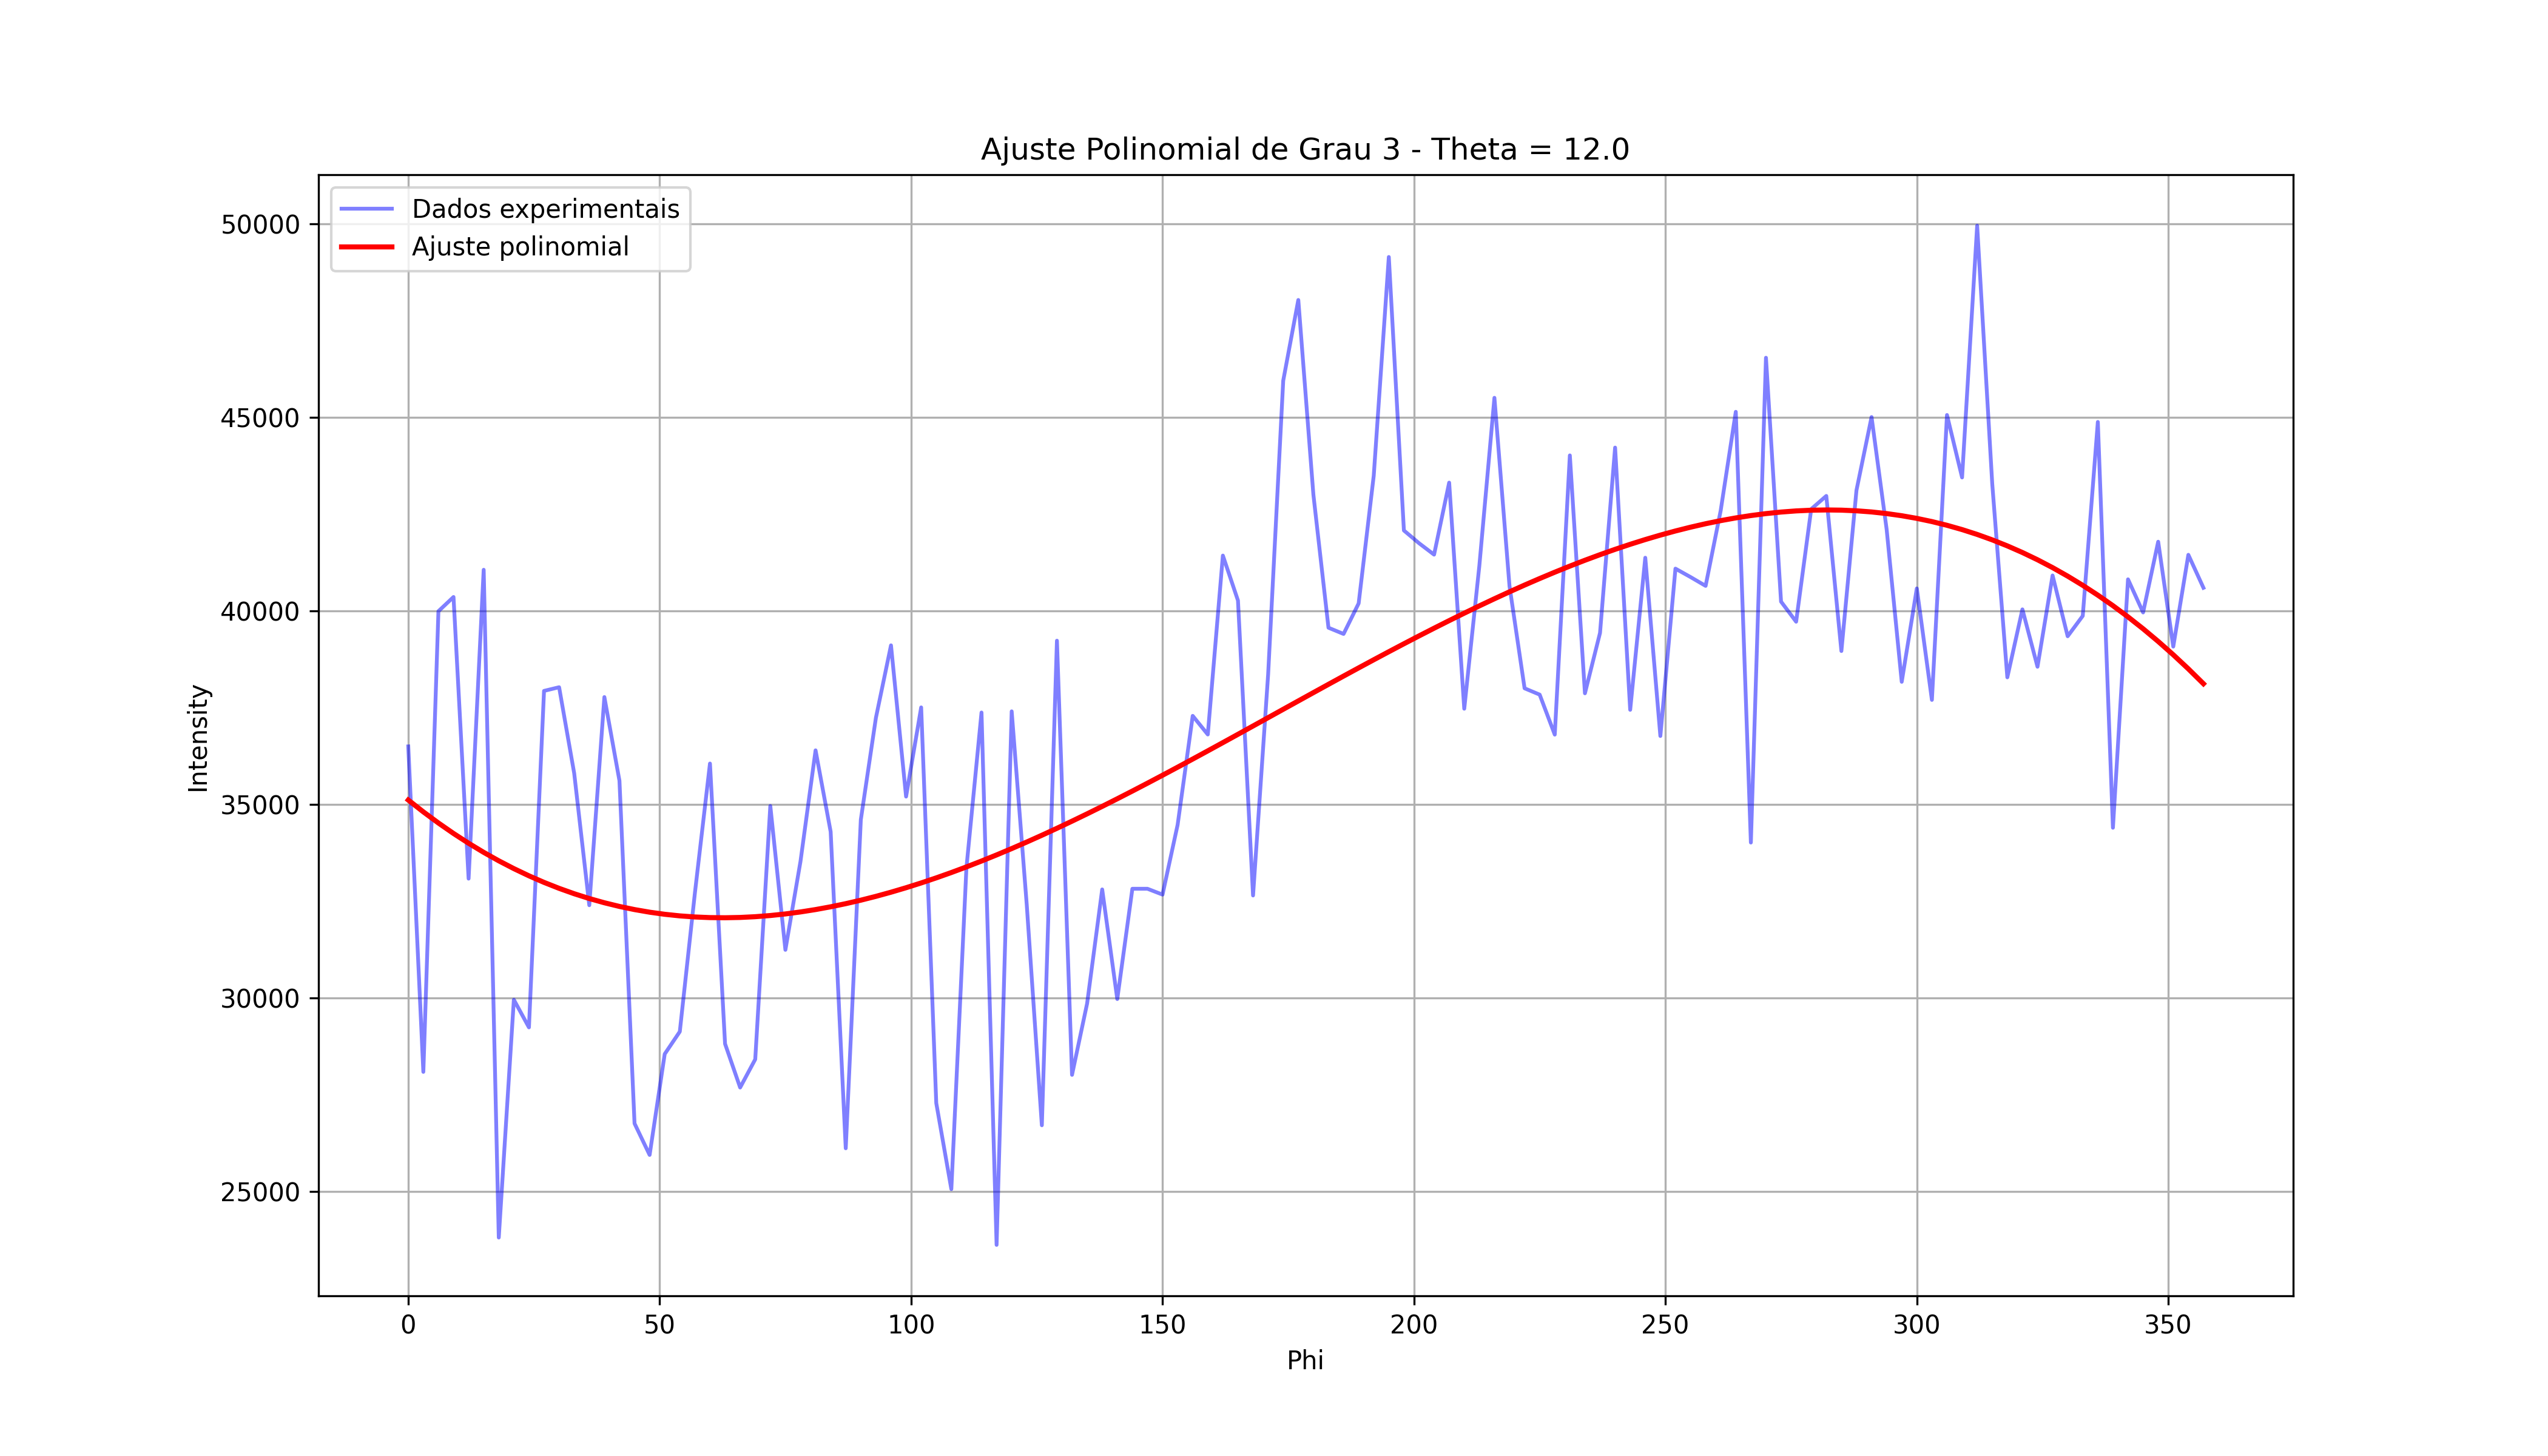 Ajuste Polinomial de Grau 3 - Theta = 12.0
Dados experimentais
Ajuste polinomial
50000
45000
40000
35000
30000
25000
Intensity
0 50 100 150 200 250 300 350
Phi